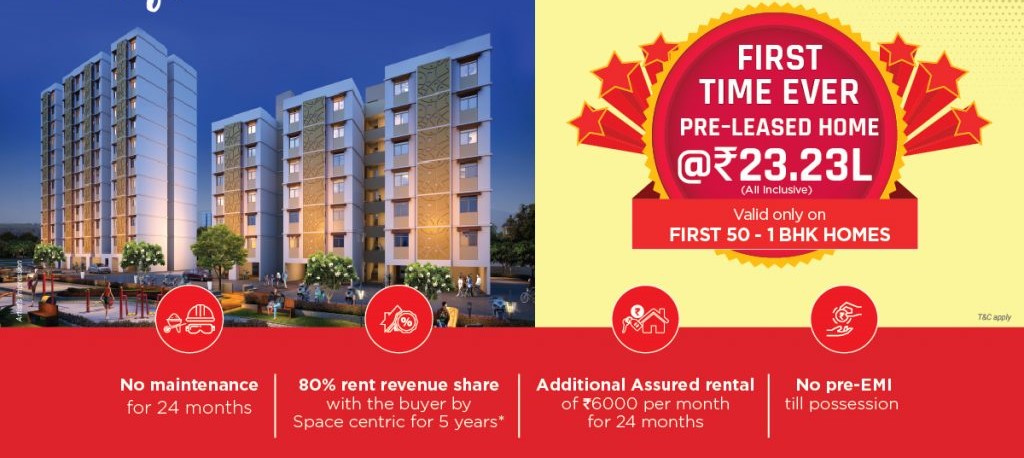 FIRST
TIME EVER
PRE-LEASED HOME
@₹23.23L
(All Inclusive)
Valid only on
FIRST 50 - 1 BHK HOMES
T&C apply
No maintenance
for 24 months
80% rent revenue share
with the buyer by
Space centric for 5 years*
Additional Assured rental
of ₹6000 per month
for 24 months
No pre-EMI
till possession